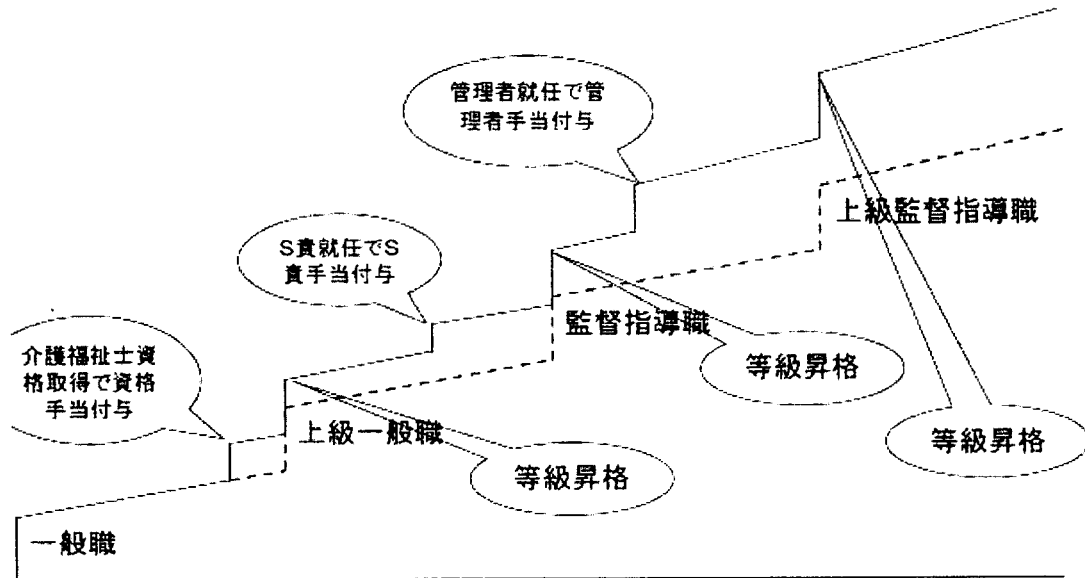 管理者就任で管
理者手当付与
上級監督指導職
S責就任でS
責手当付与
監督指導職
等級昇格
介護福祉士資
格取得で資格
手当付与
上級一般職
等級昇格
等級昇格
一般職